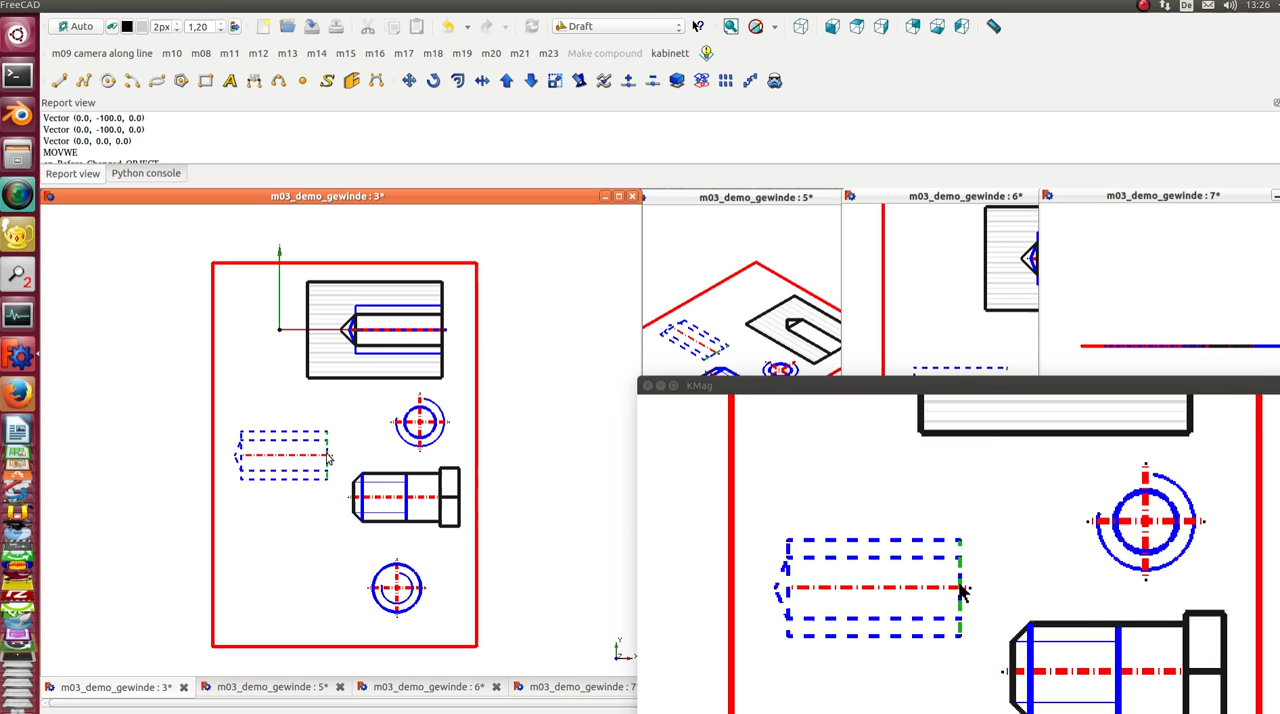 FreeCAD
De 13:26
Auto 2px 1,20 Draft
m09 camera along line m10 m08 m11 m12 m13 m14 m15 m16 m17 m18 m19 m20 m21 m23 Make compound kabinett
Report view
Vector (0.0, -100.0, 0.0)
Vector (0.0, -100.0, 0.0)
Vector (0.0, 0.0, 0.0)
MOVWE
Report view Python console
m03_demo_gewinde : 3*
m03_demo_gewinde : 5*
m03_demo_gewinde : 6*
m03_demo_gewinde : 7*
KMag
2
Y
m03_demo_gewinde : 3* m03_demo_gewinde : 5* m03_demo_gewinde : 6* m03_demo_gewinde : 7